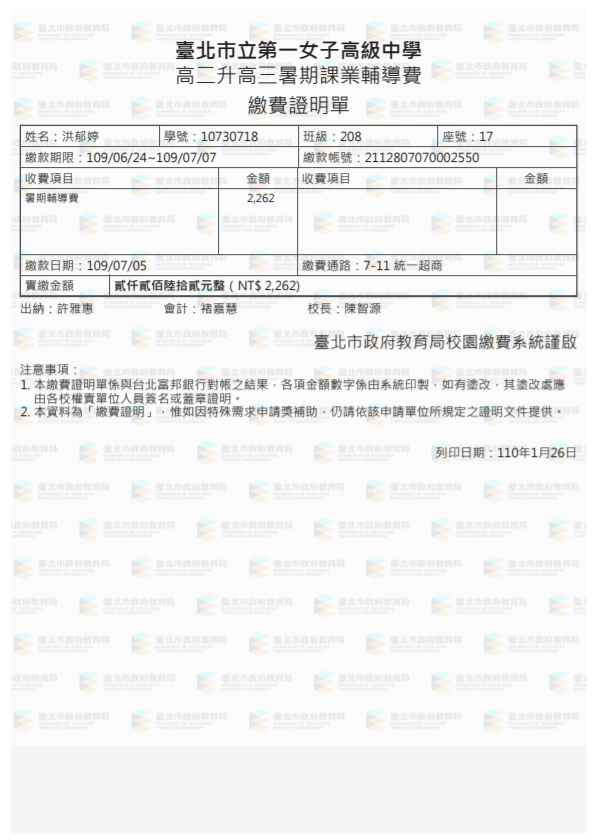 臺北市立第一女子高級中學
高二升高三暑期課業輔導費
繳費證明單
姓名：洪郁婷 學號：10730718 班級：208 座號：17
繳款期限：109/06/24~109/07/07 繳款帳號：2112807070002550
收費項目 金額 收費項目 金額
暑期輔導費 2,262
繳款日期：109/07/05 繳費通路：7-11 統一超商
實繳金額 貳仟貳佰陸拾貳元整（NT$ 2,262)
出納：許雅惠 會計：褚嘉慧 校長：陳智源
臺北市政府教育局校園繳費系統謹啟
注意事項：
1. 本繳費證明單係與台北富邦銀行對帳之結果，各項金額數字係由系統印製，如有塗改，其塗改處應
由各校權責單位人員簽名或蓋章證明。
2. 本資料為「繳費證明」，惟如因特殊需求申請獎補助，仍請依該申請單位所規定之證明文件提供。
列印日期：110年1月26日
臺北市政府教育局